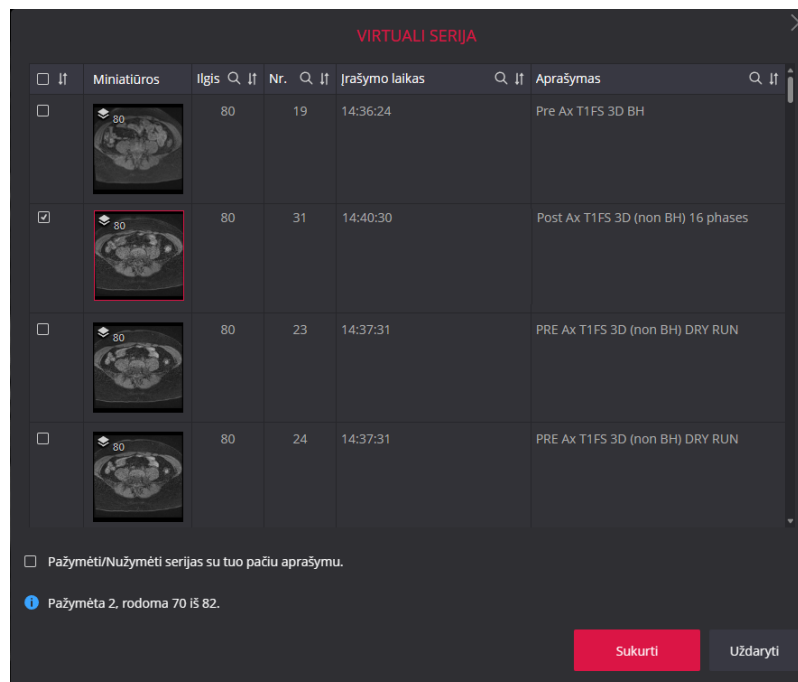 VIRTUALI SERIJA
Miniatiūros Ilgis Nr. Įrašymo laikas Aprašymas
80 80 19 14:36:24 Pre Ax T1FS 3D BH
80 80 31 14:40:30 Post Ax T1FS 3D (non BH) 16 phases
80 80 23 14:37:31 PRE Ax T1FS 3D (non BH) DRY RUN
80 80 24 14:37:31 PRE Ax T1FS 3D (non BH) DRY RUN
Pažymėti/Nužymėti serijas su tuo pačiu aprašymu.
Pažymėta 2, rodoma 70 iš 82.
Sukurti Uždaryti